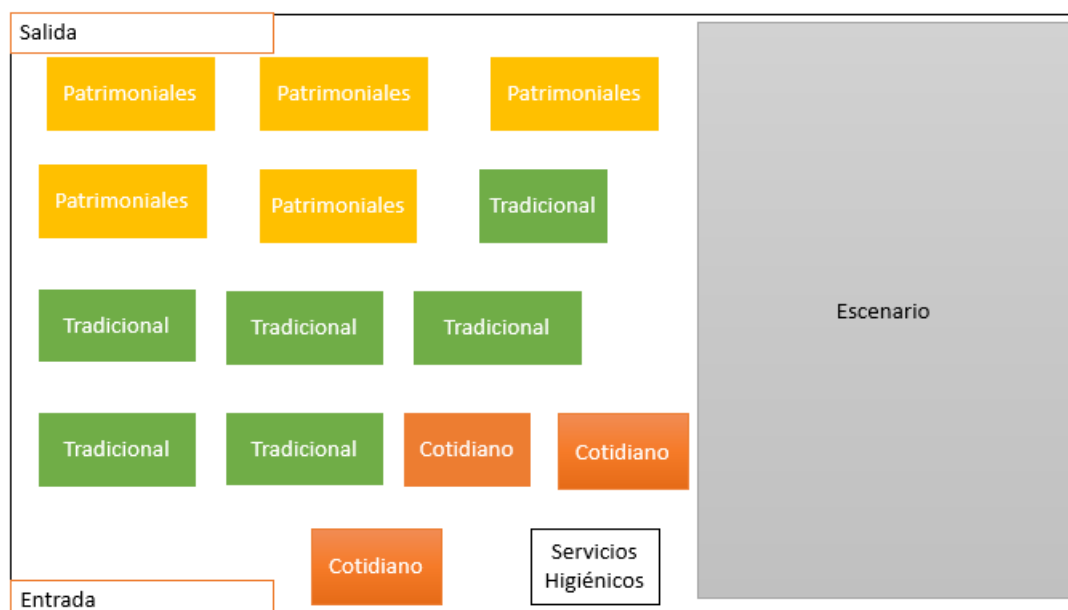 Salida
Patrimoniales
Patrimoniales
Patrimoniales
Patrimoniales
Patrimoniales
Tradicional
Tradicional
Tradicional
Tradicional
Escenario
Tradicional
Tradicional
Cotidiano
Cotidiano
Cotidiano
Servicios
Higiénicos
Entrada